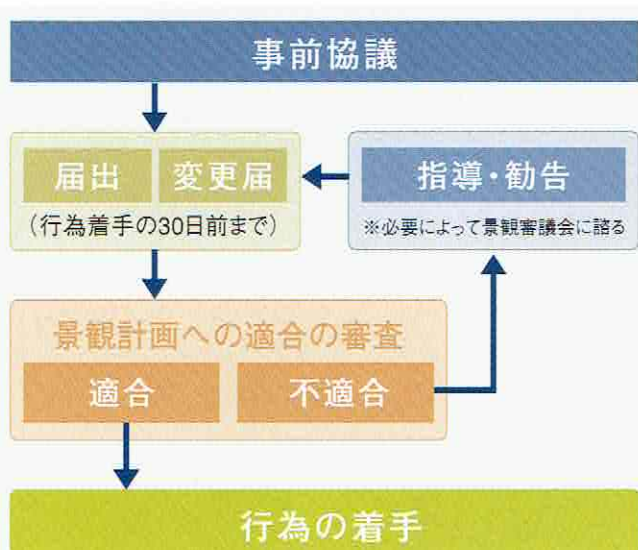 事前協議
届出 変更届
(行為着手の30日前まで)
指導・勧告
※必要によって景観審議会に諮る
景観計画への適合の審査
適合 不適合
行為の着手